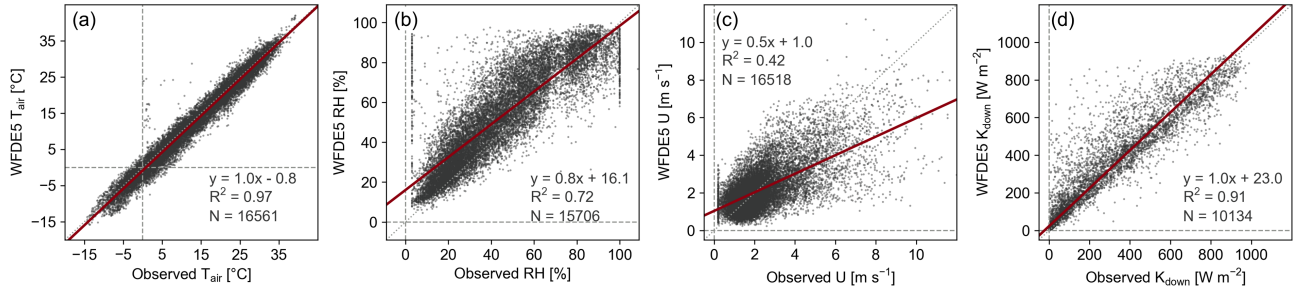 (a)
35
25
15
5
−5
−15
WFDE5 Tair [°C]
y = 1.0x - 0.8
R² = 0.97
N = 16561
−15 −5 5 15 25 35
Observed Tair [°C]
(b)
100
80
60
40
20
0
WFDE5 RH [%]
y = 0.8x + 16.1
R² = 0.72
N = 15706
0 20 40 60 80 100
Observed RH [%]
(c)
y = 0.5x + 1.0
R² = 0.42
N = 16518
10
8
6
4
2
0
WFDE5 U [m s⁻¹]
0 2 4 6 8 10
Observed U [m s⁻¹]
(d)
1000
800
600
400
200
0
WFDE5 Kdown [W m⁻²]
y = 1.0x + 23.0
R² = 0.91
N = 10134
0 200 400 600 800 1000
Observed Kdown [W m⁻²]